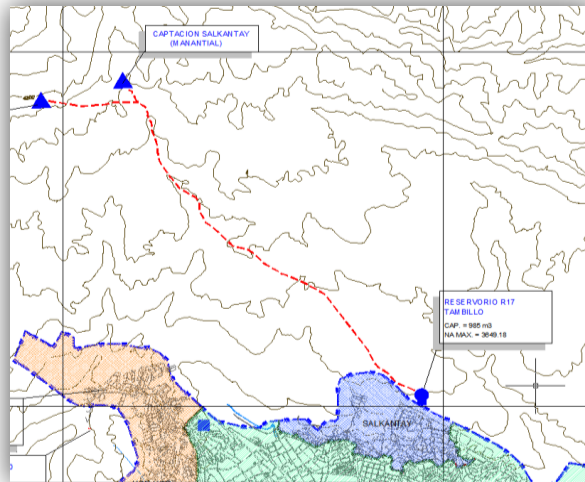 CAPTACION SALKANTAY
(MANANTIAL)
RESERVORIO R17
TAMBILLO
CAP. = 985 m3
NA MAX. = 3649.18
SALKANTAY